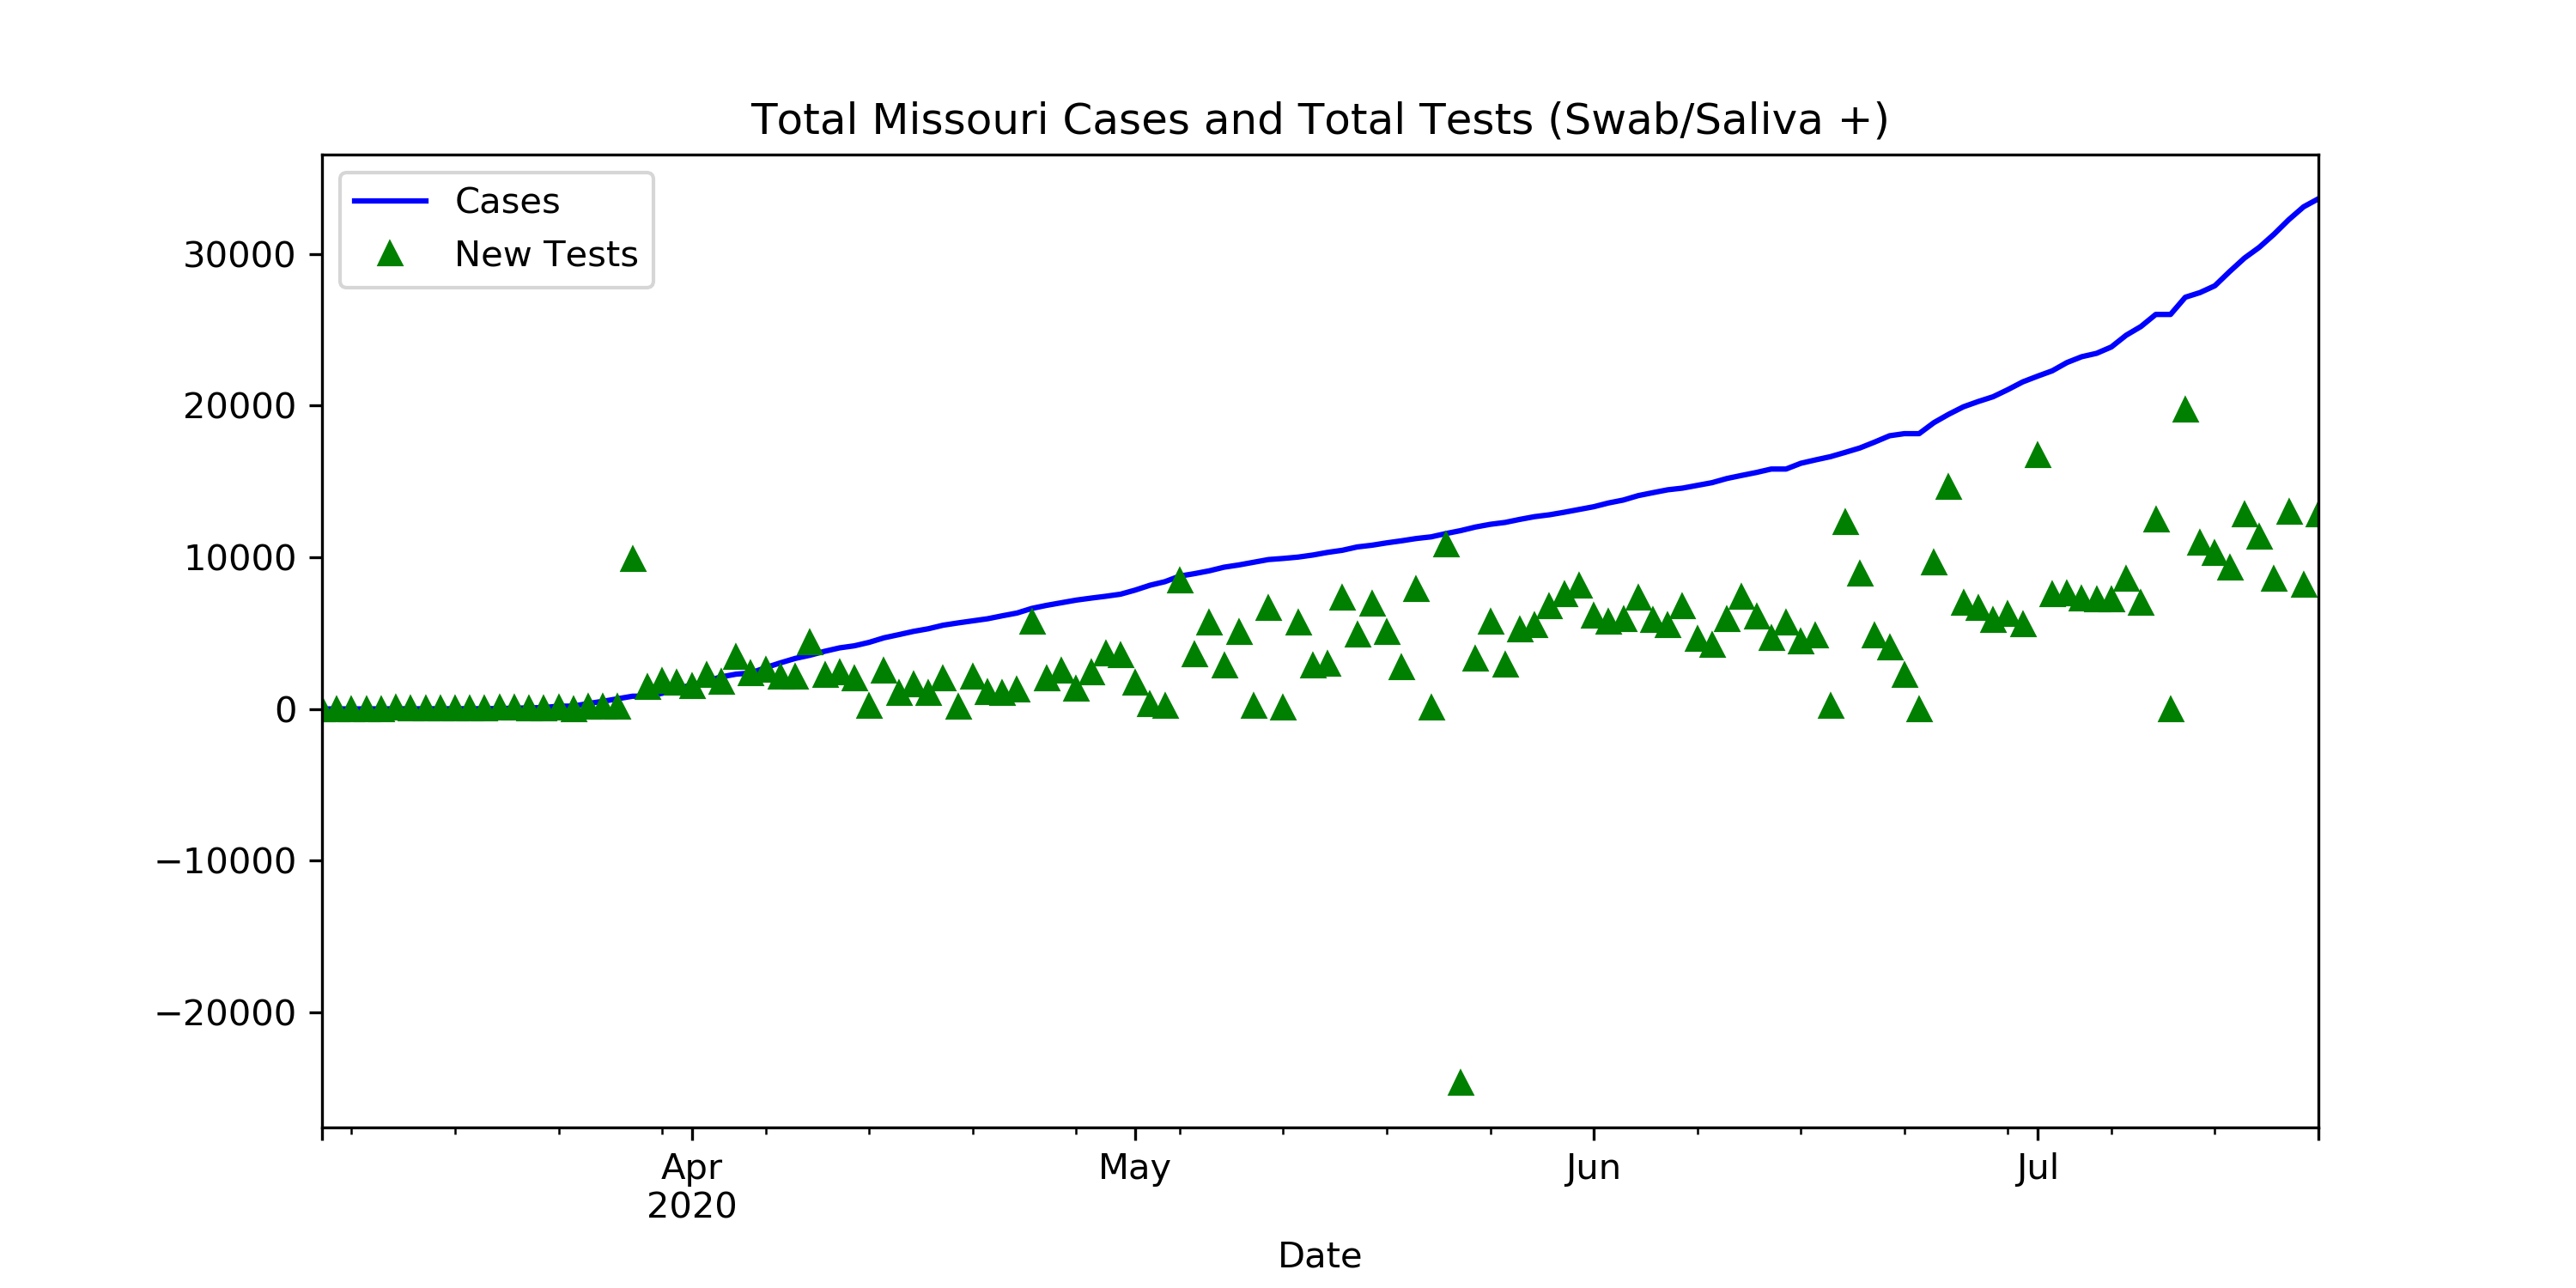 Total Missouri Cases and Total Tests (Swab/Saliva +)
Cases
New Tests
30000
20000
10000
0
−10000
−20000
Apr
2020
May
Jun
Jul
Date